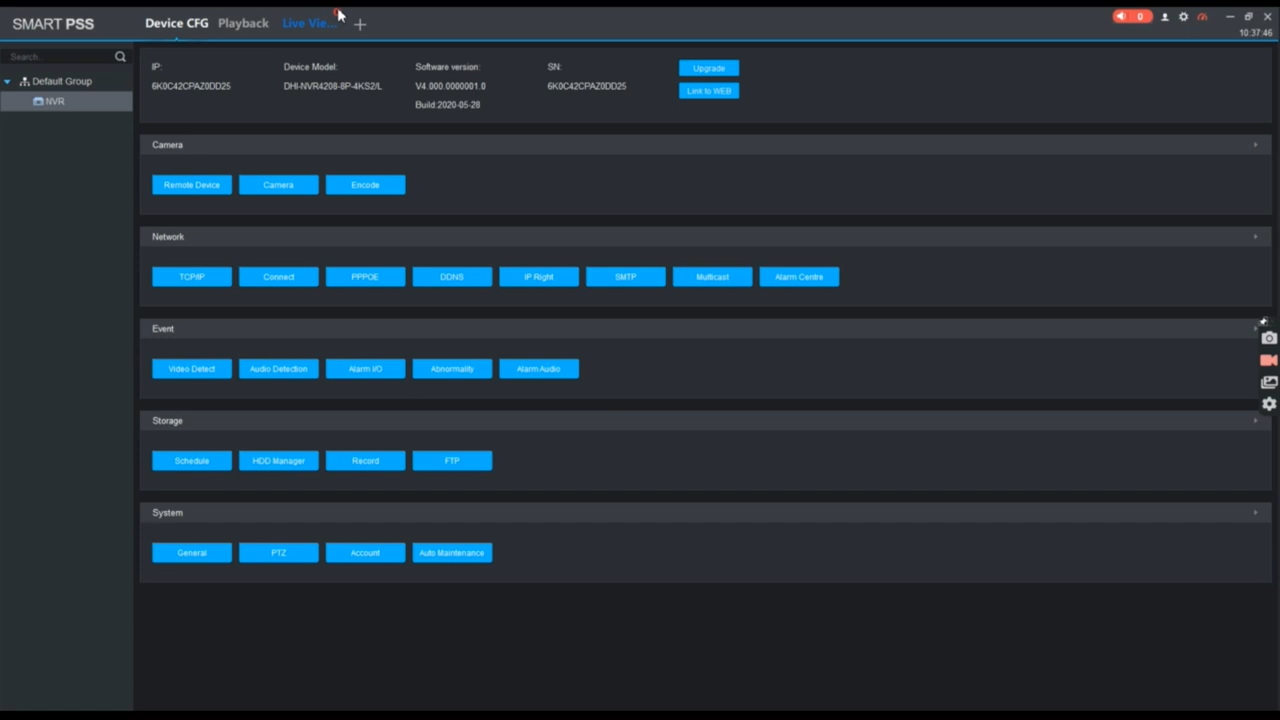 SMART PSS
Device CFG
Playback
Live Vie...
0
10:37:46
Search...
Default Group
NVR
IP:
Device Model:
Software version:
SN:
Upgrade
6K0C42CPAZ0DD25
DHI-NVR4208-8P-4KS2/L
V4.000.0000001.0
6K0C42CPAZ0DD25
Link to WEB
Build:2020-05-28
Camera
Remote Device
Camera
Encode
Network
TCP/IP
Connect
PPPOE
DDNS
IP Right
SMTP
Multicast
Alarm Centre
Event
Video Detect
Audio Detection
Alarm I/O
Abnormality
Alarm Audio
Storage
Schedule
HDD Manager
Record
FTP
System
General
PTZ
Account
Auto Maintenance